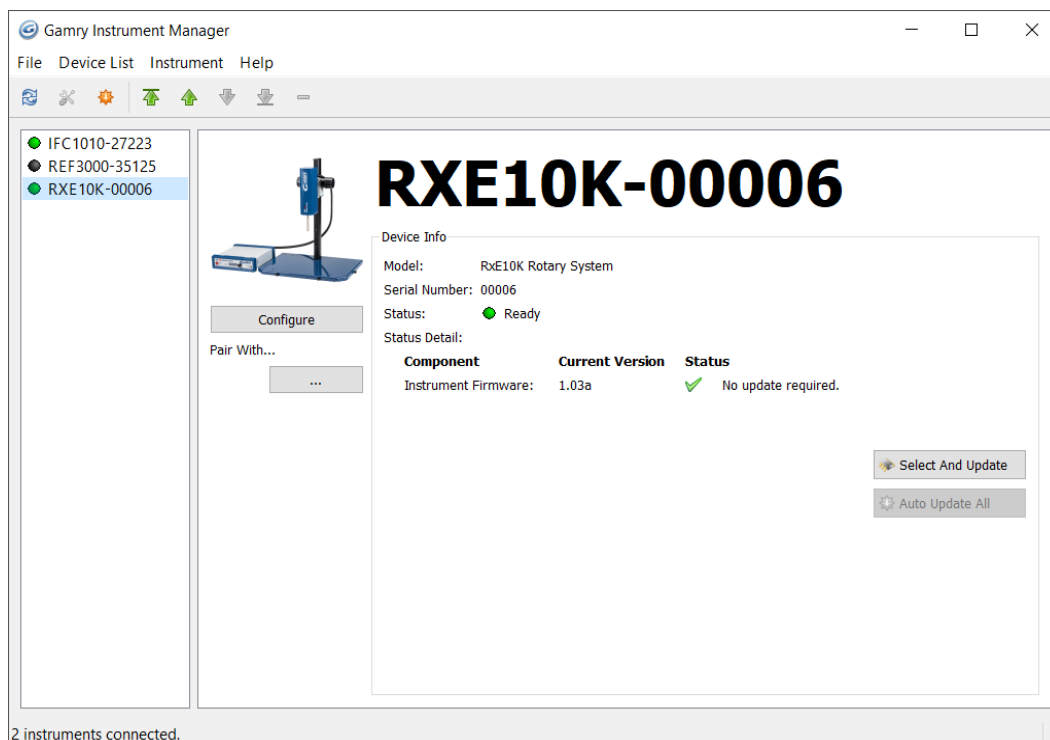 Gamry Instrument Manager
File Device List Instrument Help
IFC1010-27223
REF3000-35125
RXE10K-00006
RXE10K-00006
Device Info
Model: RxE10K Rotary System
Serial Number: 00006
Status: Ready
Status Detail:
Component Current Version Status
Instrument Firmware: 1.03a No update required.
Configure
Pair With...
...
Select And Update
Auto Update All
2 instruments connected.